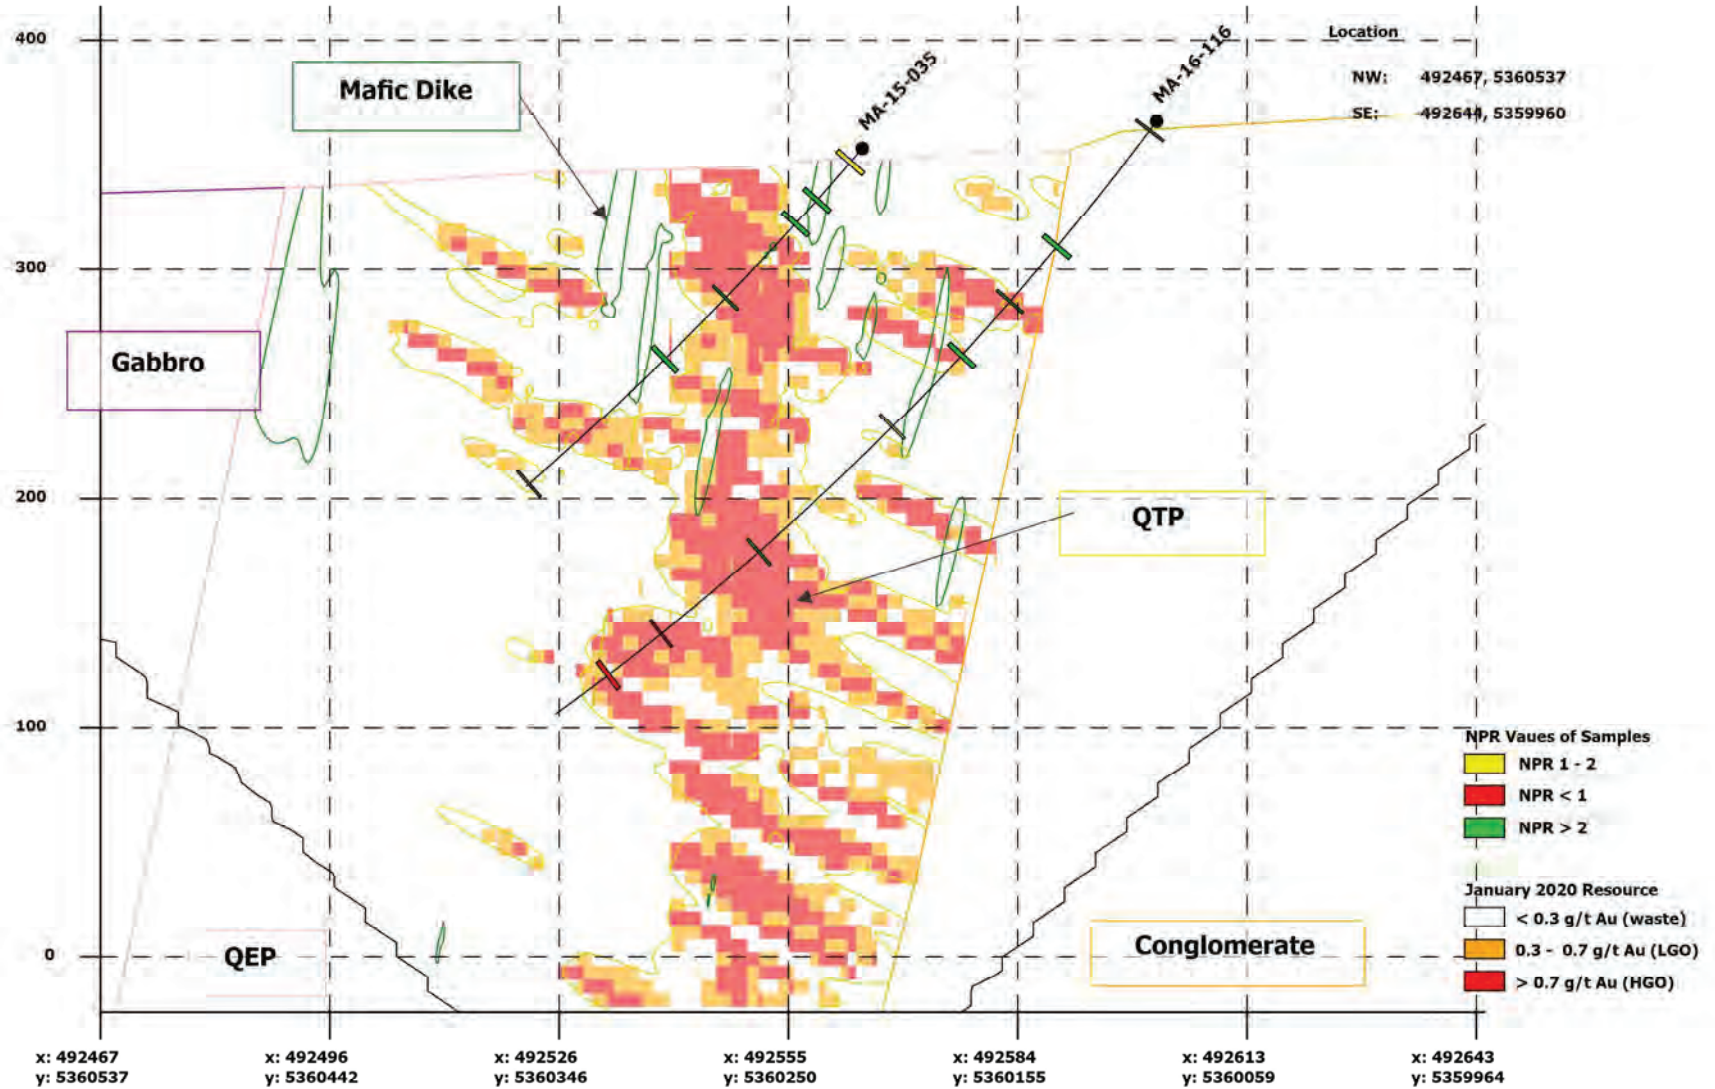 400
300
200
100
0
Mafic Dike
MA-15-035
MA-16-116
Location
NW: 492467, 5360537
SE: 492644, 5359960
Gabbro
QTP
QEP
Conglomerate
NPR Vaues of Samples
NPR 1 - 2
NPR < 1
NPR > 2
January 2020 Resource
< 0.3 g/t Au (waste)
0.3 - 0.7 g/t Au (LGO)
> 0.7 g/t Au (HGO)
x: 492467 x: 492496 x: 492526 x: 492555 x: 492584 x: 492613 x: 492643
y: 5360537 y: 5360442 y: 5360346 y: 5360250 y: 5360155 y: 5360059 y: 5359964